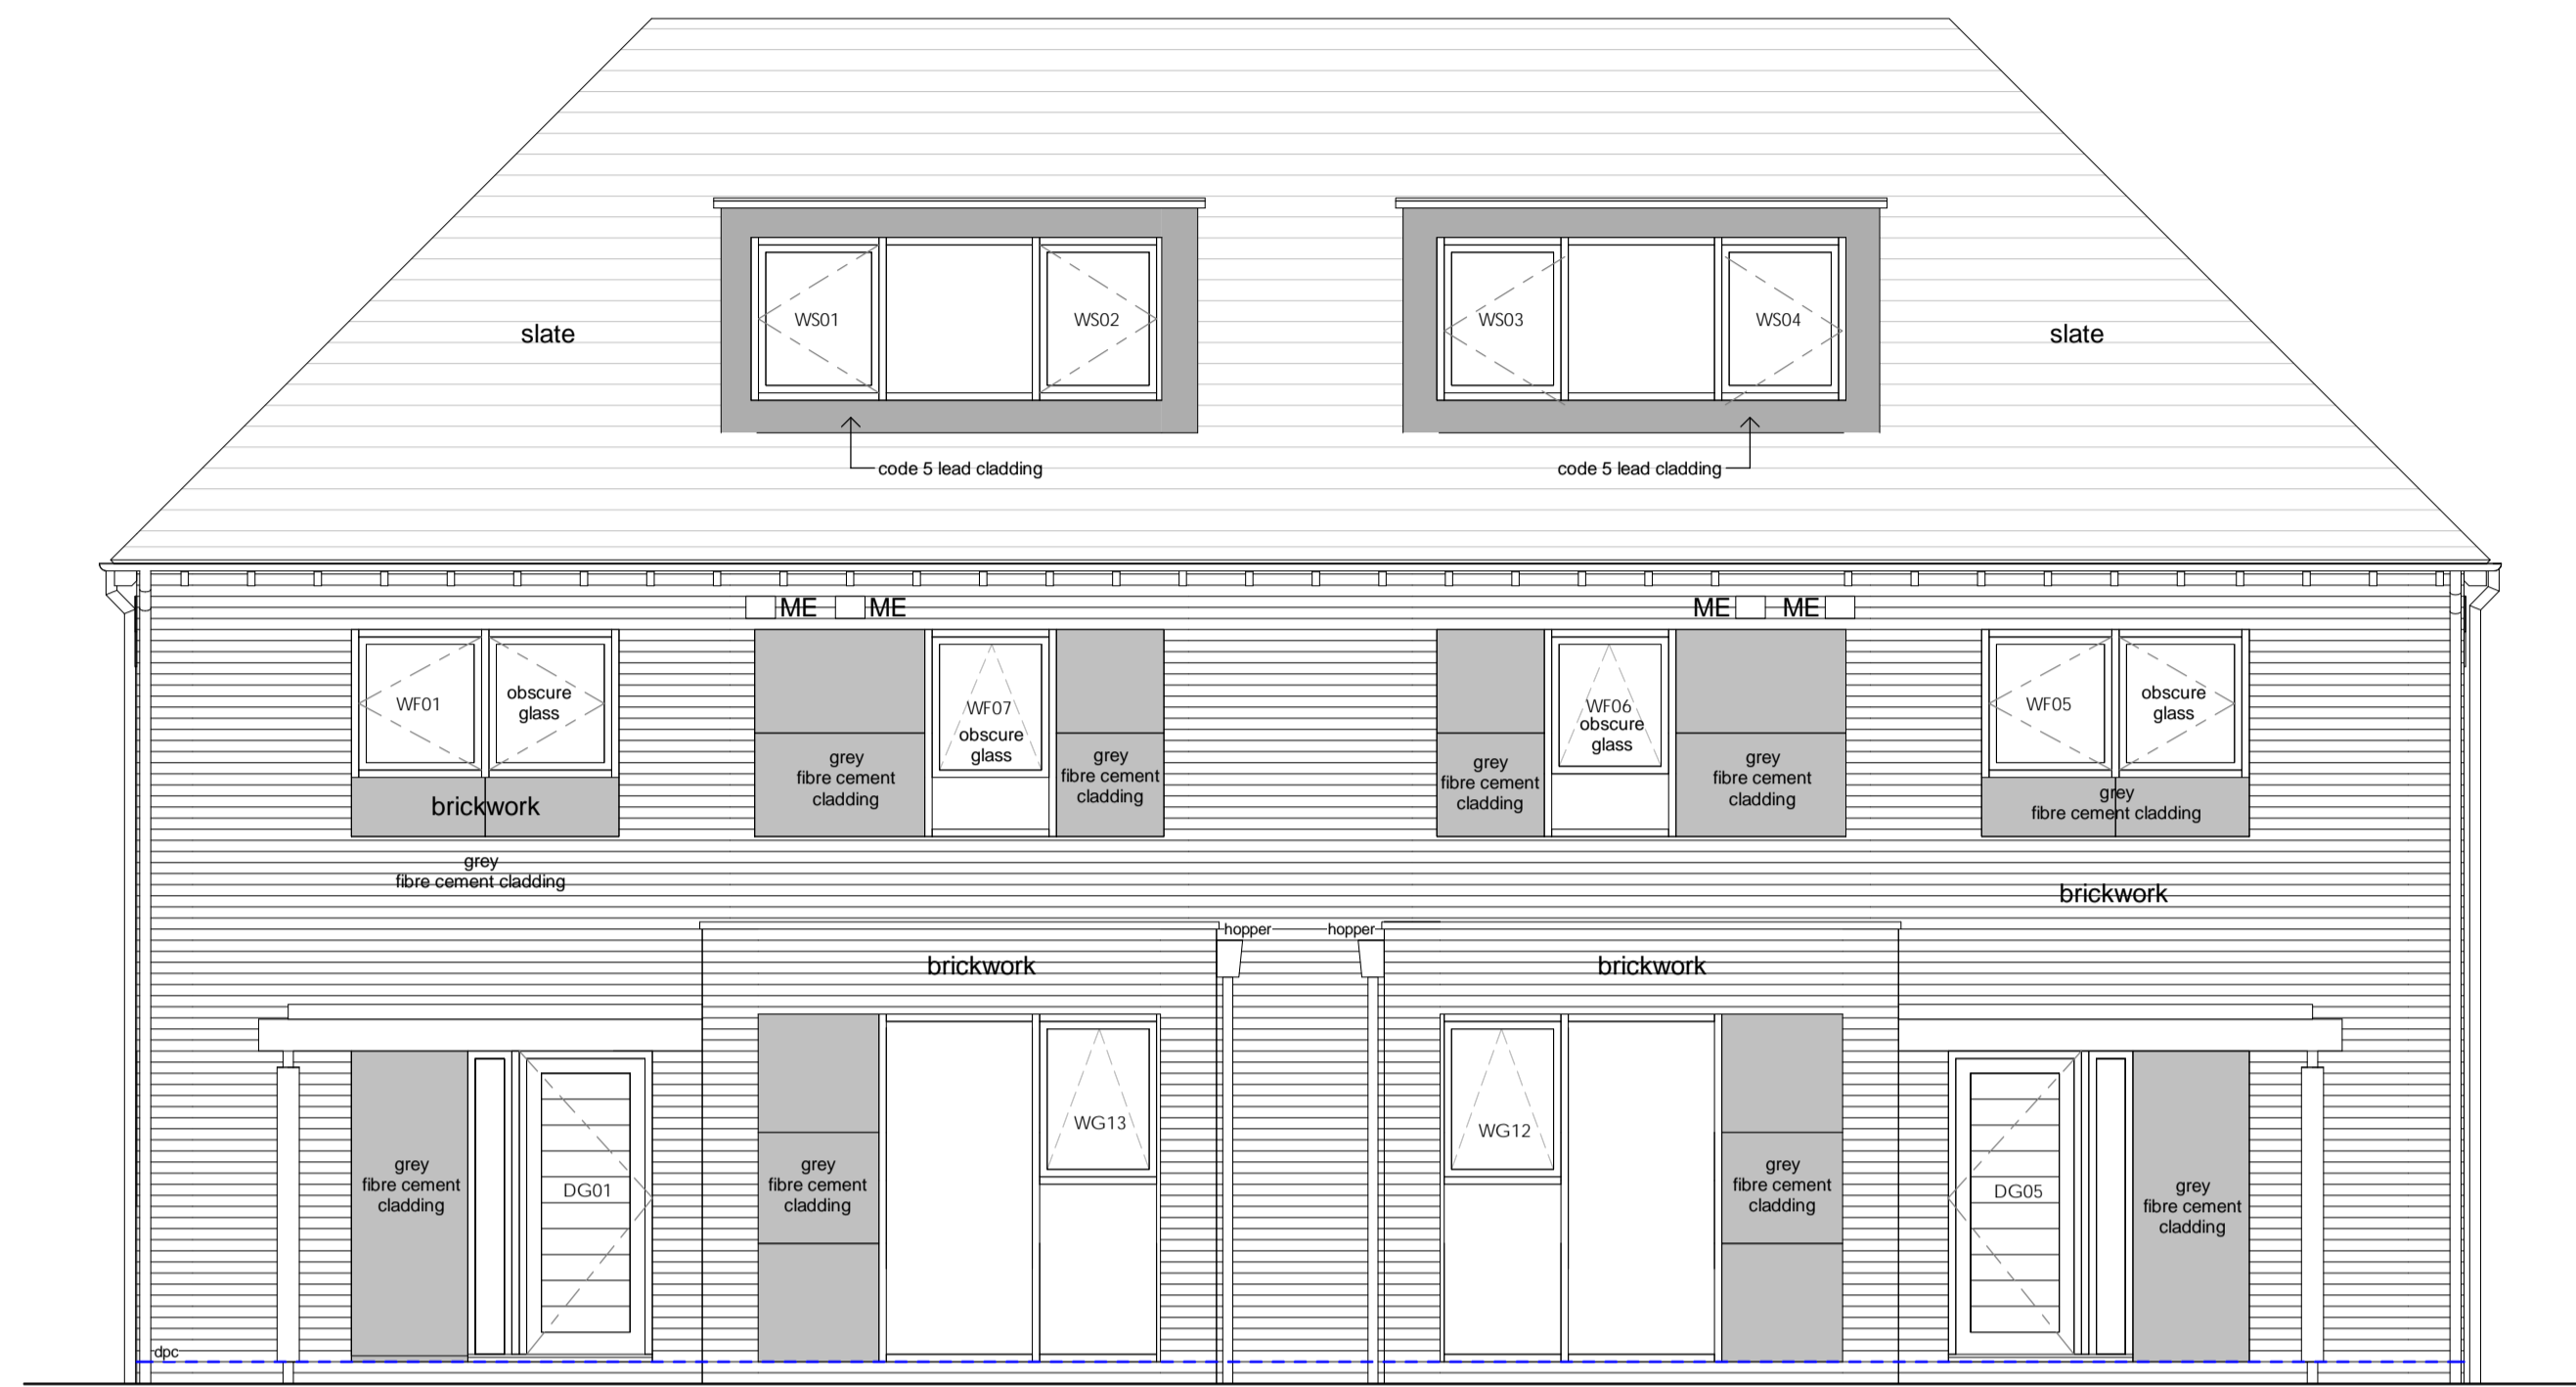 WS01
WS02
WS03
WS04
slate
slate
code 5 lead cladding
code 5 lead cladding
ME
ME
ME
ME
WF01
obscure
glass
WF07
obscure
glass
WF06
obscure
glass
WF05
obscure
glass
grey
fibre cement
cladding
grey
fibre cement
cladding
grey
fibre cement
cladding
grey
fibre cement
cladding
brickwork
grey
fibre cement cladding
grey
fibre cement cladding
brickwork
hopper
hopper
brickwork
brickwork
grey
fibre cement
cladding
DG01
grey
fibre cement
cladding
WG13
WG12
grey
fibre cement
cladding
DG05
grey
fibre cement
cladding
dpc